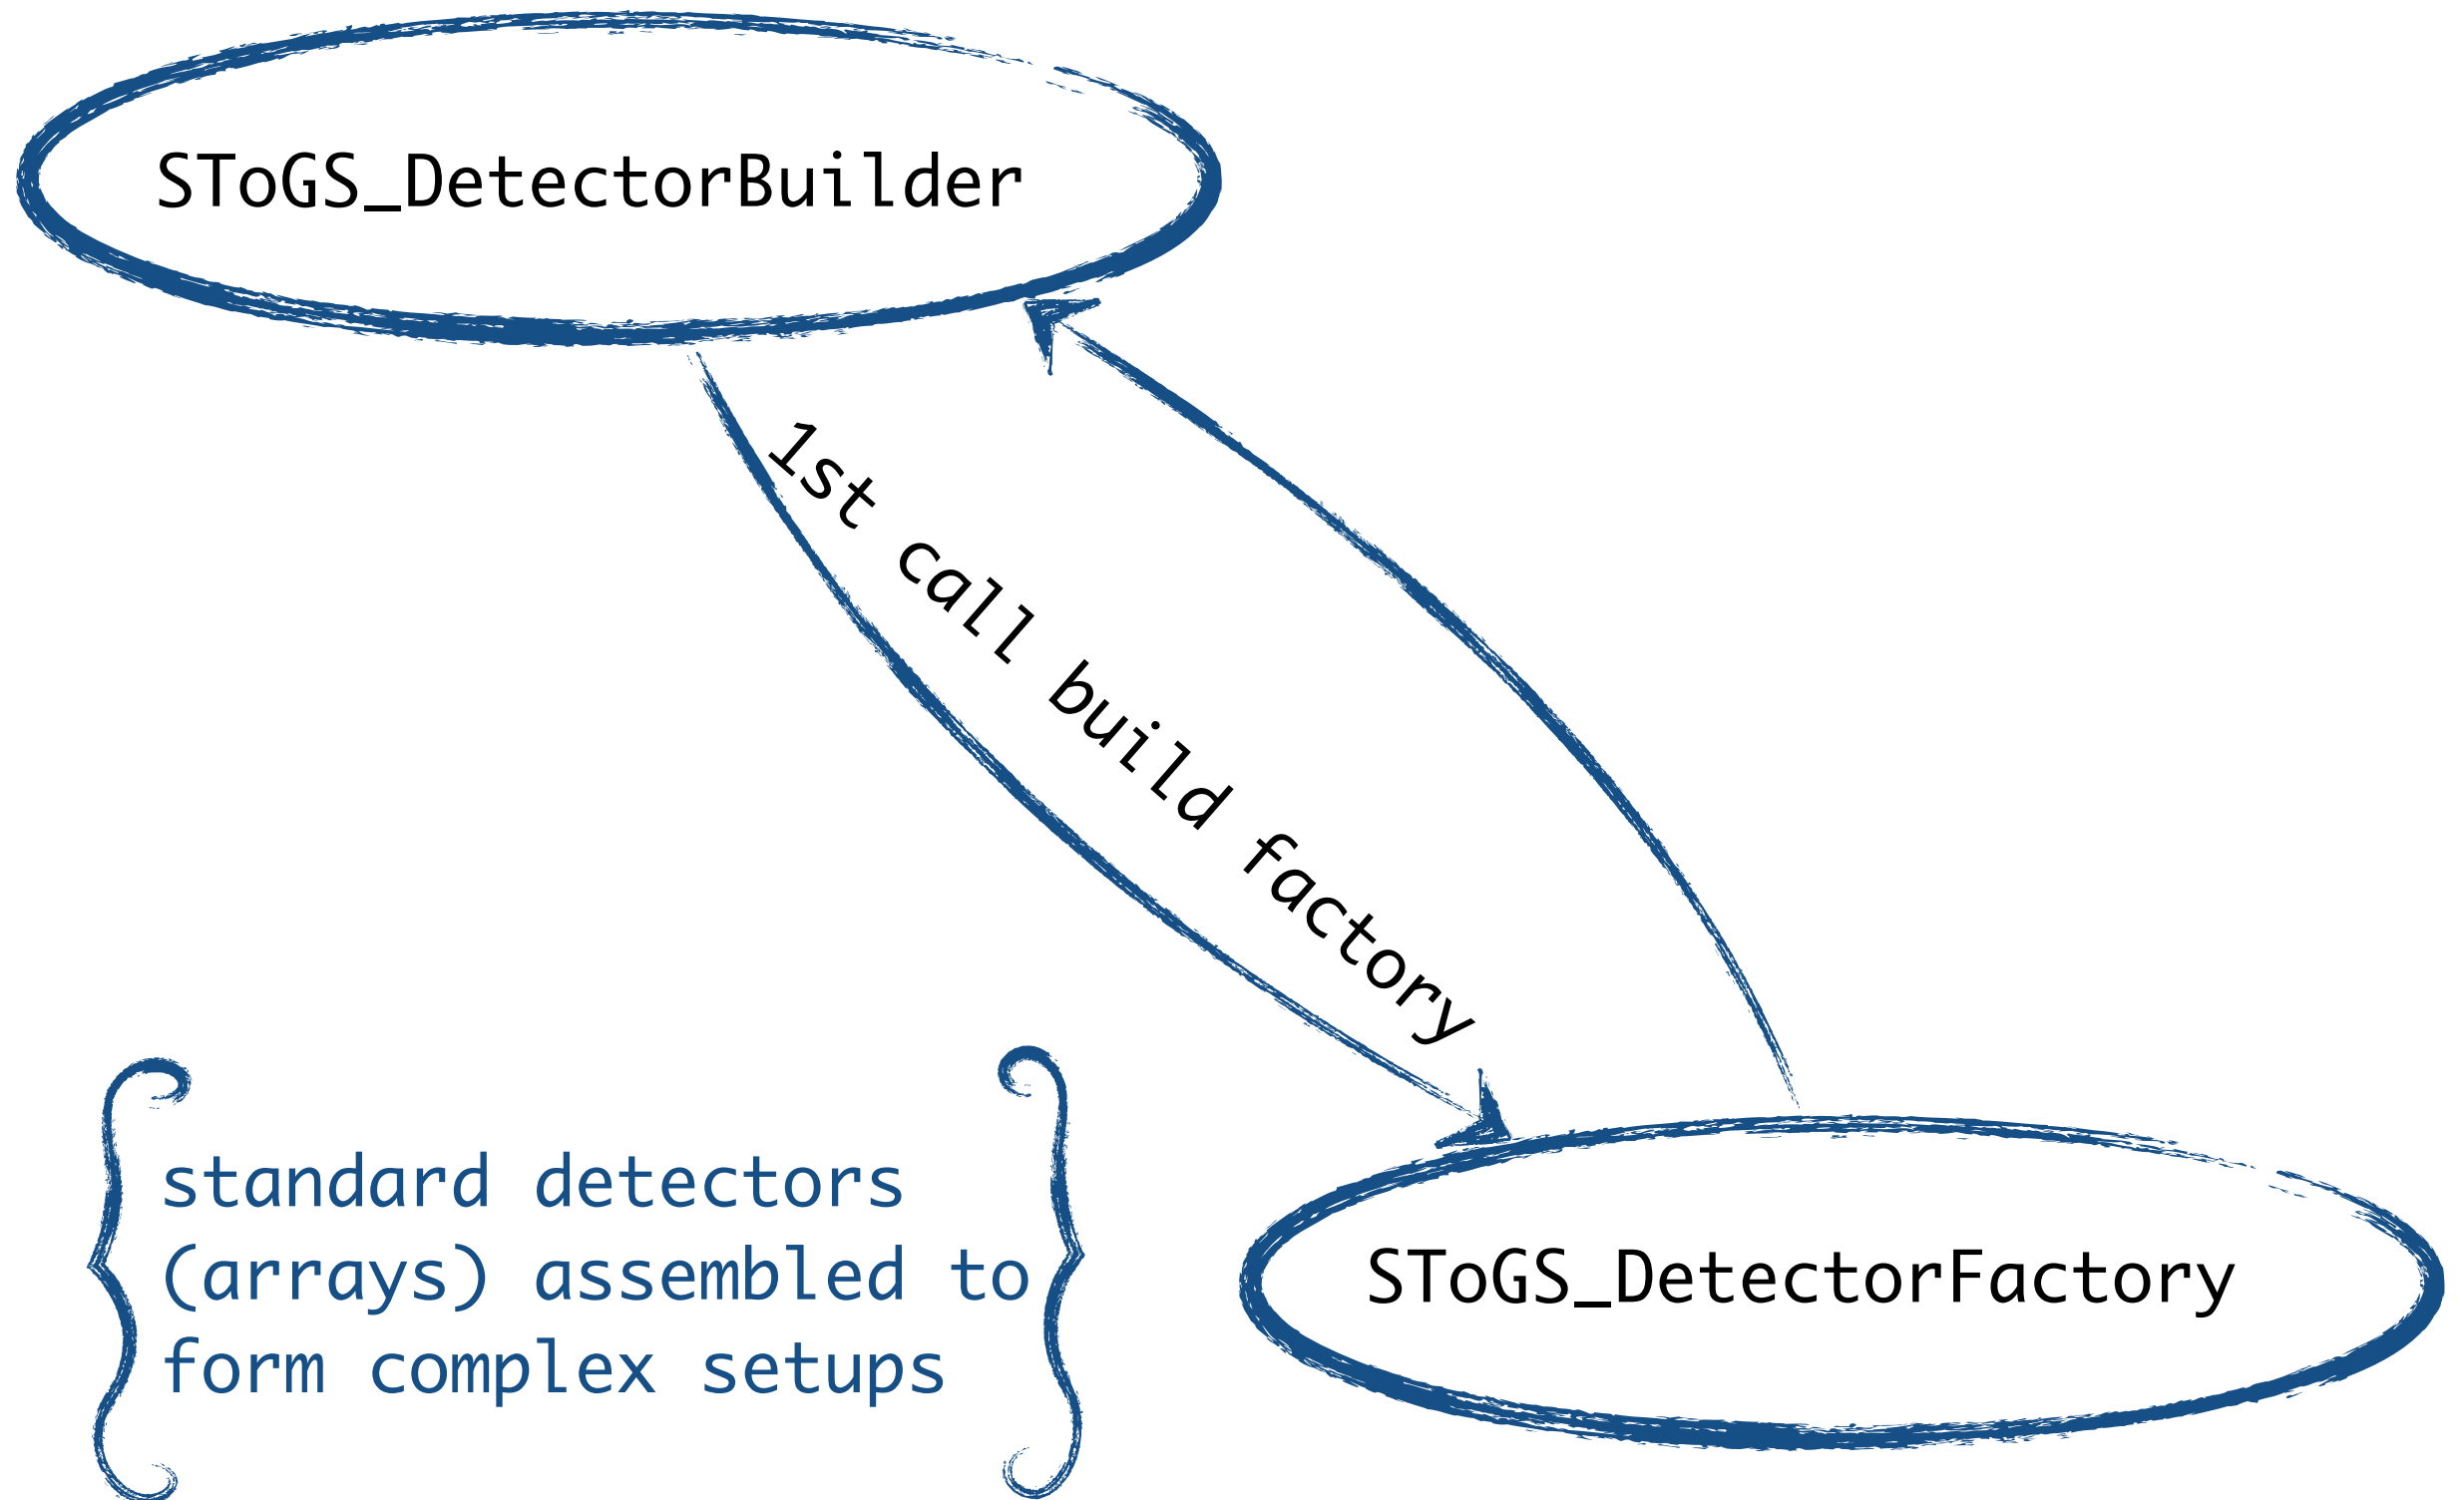 SToGS_DetectorBuilder
1st call build factory
standard detectors
(arrays) assembled to
form complex setups
SToGS_DetectorFactory